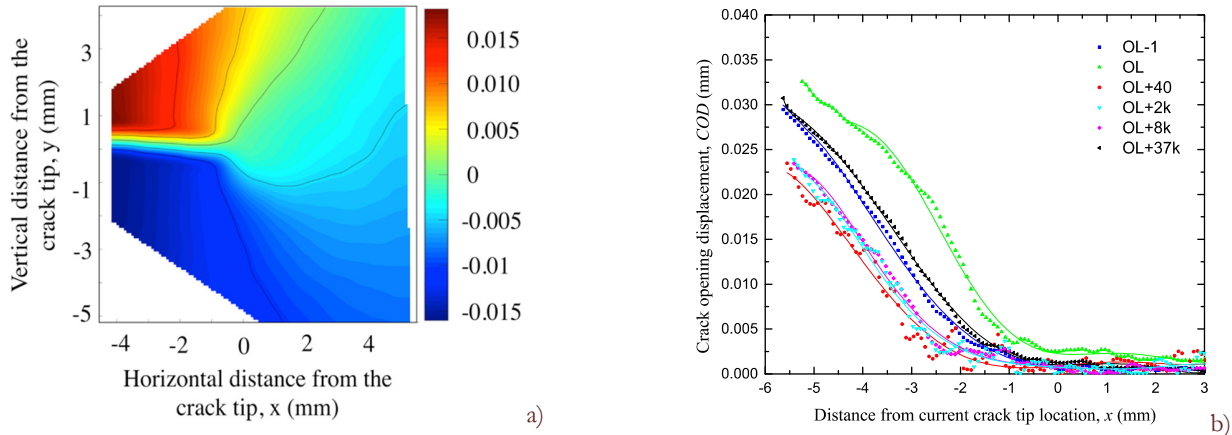 Vertical distance from the
crack tip, y (mm)
3
1
-1
-3
-5
-4
-2
0
2
4
Horizontal distance from the
crack tip, x (mm)
0.015
0.01
0.005
0
-0.005
-0.01
-0.015
a)
Crack opening displacement, COD (mm)
0.040
0.035
0.030
0.025
0.020
0.015
0.010
0.005
0.000
-6
-5
-4
-3
-2
-1
0
1
2
3
Distance from current crack tip location, x (mm)
OL-1
OL
OL+40
OL+2k
OL+8k
OL+37k
b)